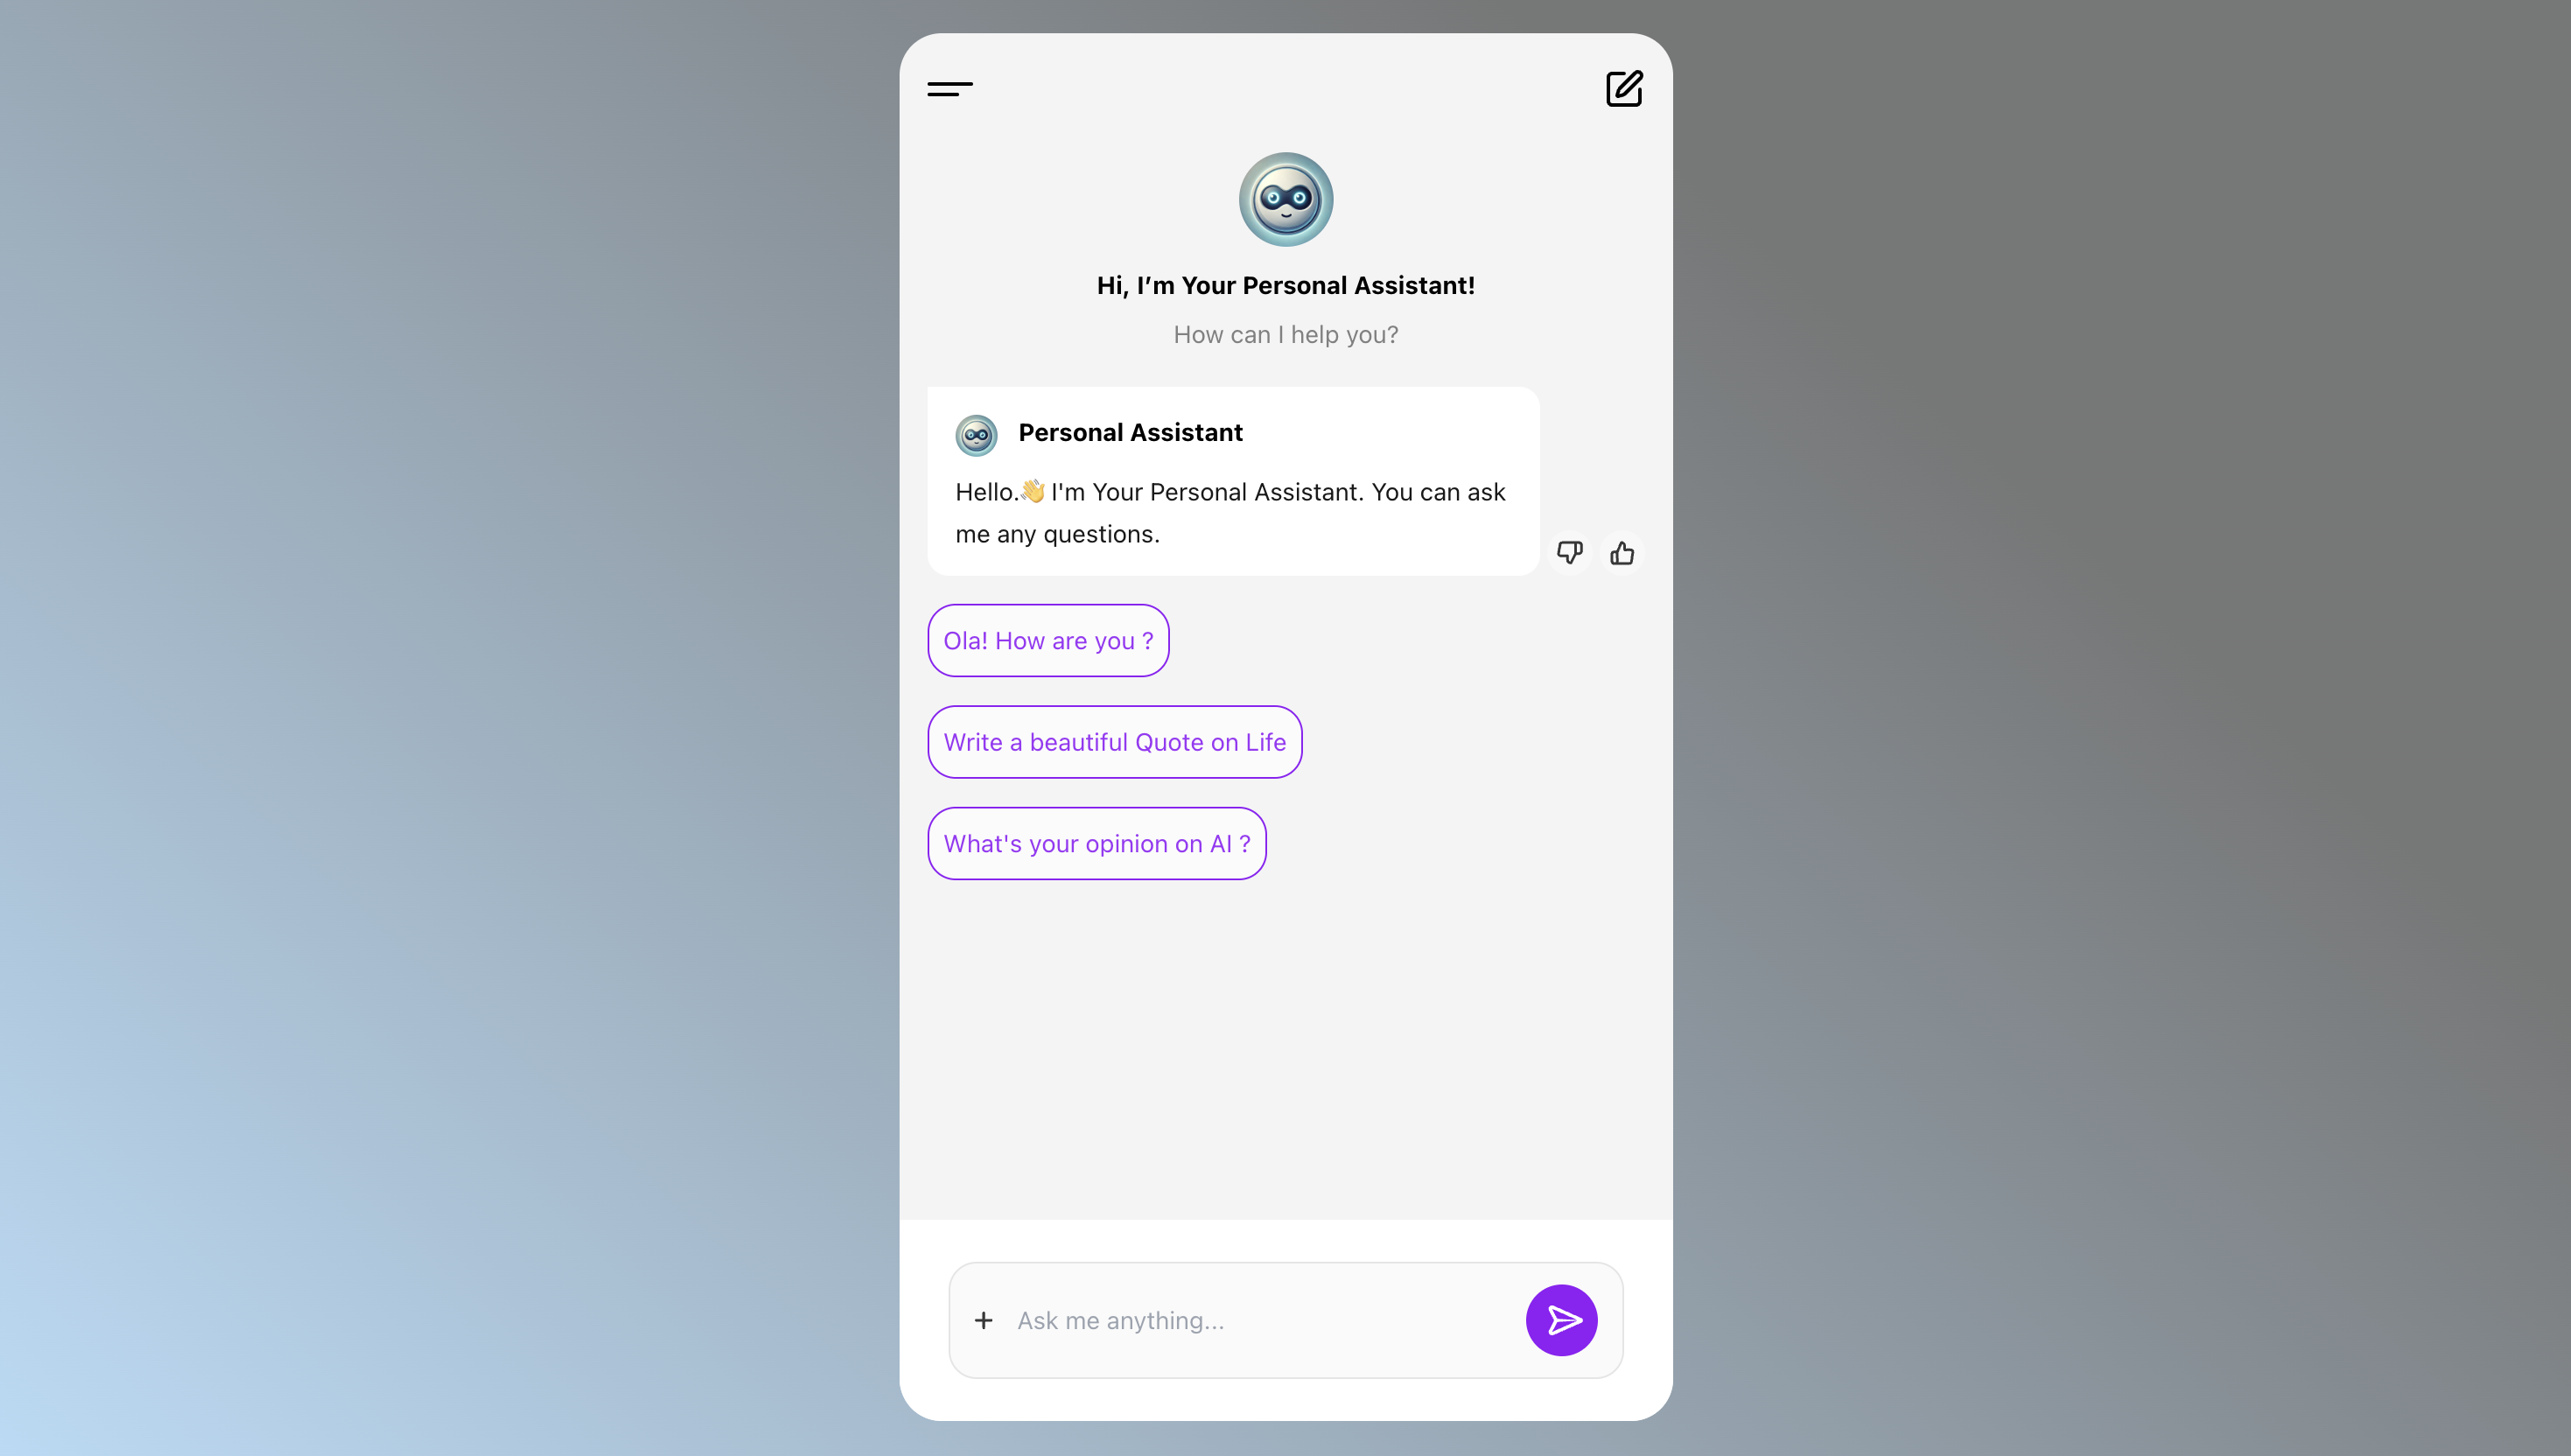 Hi, I’m Your Personal Assistant!
How can I help you?
Personal Assistant
Hello.👋 I'm Your Personal Assistant. You can ask
me any questions.
Ola! How are you ?
Write a beautiful Quote on Life
What's your opinion on AI ?
Ask me anything...